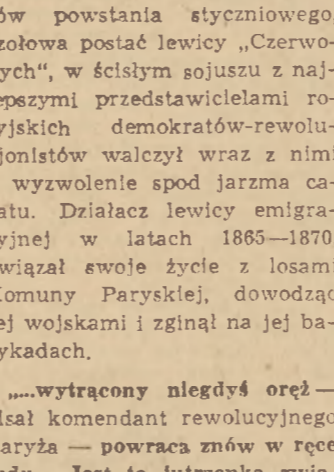 ów powstania styczniowego,
zołowa postać lewicy „Czerwo-
ych“, w ścisłym sojuszu z naj-
epszymi przedstawicielami ro-
yjskich demokratów-rewolu-
jonistów walczył wraz z nimi
wyzwolenie spod jarzma ca-
atu. Działacz lewicy emigra-
yjnej w latach 1865—1870
wiązał swoje życie z losami
Komuny Paryskiej, dowodząc
ej wojskami i zginął na jej ba-
ykadach.
„...wytrącony niegdyś oręż —
isał komendant rewolucyjnego
aryża — powraca znów w ręce